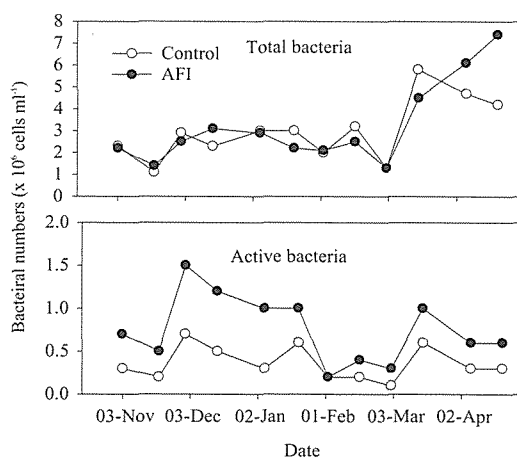 8
7
6
5
4
3
2
1
0
Control
AFI
Total bacteria
Bacteiral numbers (x 10⁶ cells ml⁻¹)
2.0
1.5
1.0
0.5
0.0
Active bacteria
03-Nov 03-Dec 02-Jan 01-Feb 03-Mar 02-Apr
Date